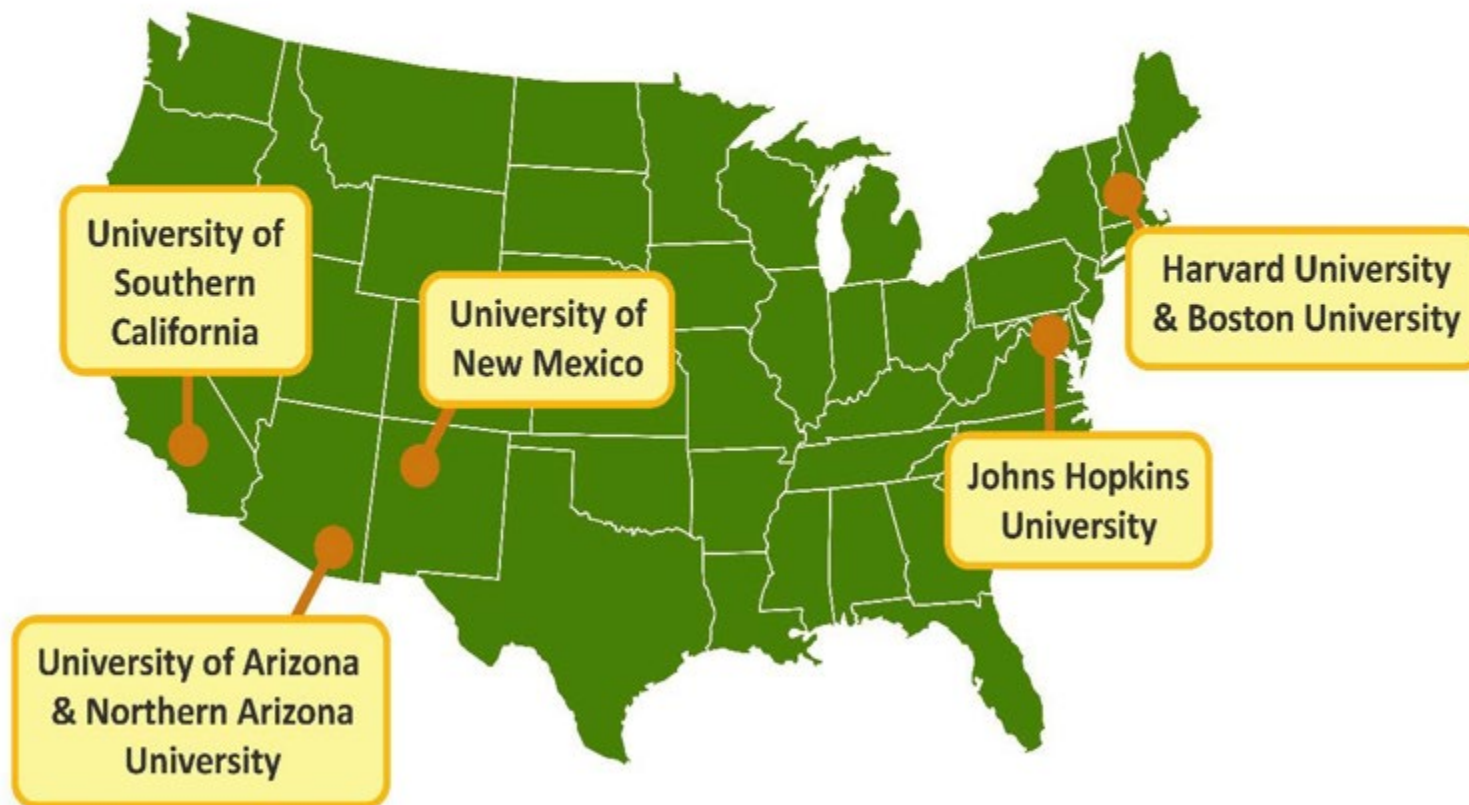 University of
Southern
California
University of
New Mexico
Harvard University
& Boston University
Johns Hopkins
University
University of Arizona
& Northern Arizona
University